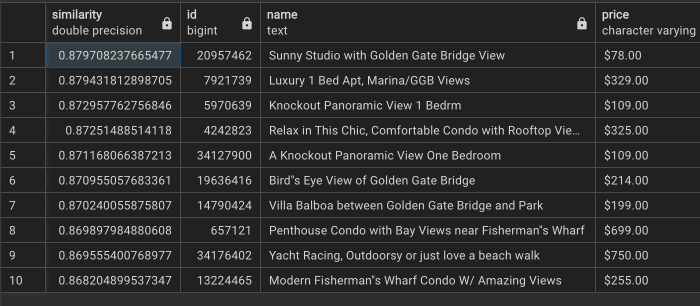 similarity id name price
double precision bigint text character varying
1 0.879708237665477 20957462 Sunny Studio with Golden Gate Bridge View $78.00
2 0.879431812898705 7921739 Luxury 1 Bed Apt, Marina/GGB Views $329.00
3 0.872957762756846 5970639 Knockout Panoramic View 1 Bedrm $109.00
4 0.87251488514118 4242823 Relax in This Chic, Comfortable Condo with Rooftop Vie... $325.00
5 0.871168066387213 34127900 A Knockout Panoramic View One Bedroom $109.00
6 0.870955057683361 19636416 Bird"s Eye View of Golden Gate Bridge $214.00
7 0.870240055875807 14790424 Villa Balboa between Golden Gate Bridge and Park $199.00
8 0.869897984880608 657121 Penthouse Condo with Bay Views near Fisherman"s Wharf $699.00
9 0.869555400768977 34176402 Yacht Racing, Outdoorsy or just love a beach walk $750.00
10 0.868204899537347 13224465 Modern Fisherman"s Wharf Condo W/ Amazing Views $255.00